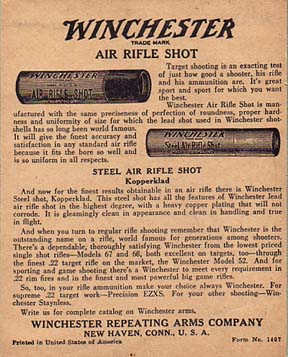 WINCHESTER
TRADE MARK
AIR RIFLE SHOT
Target shooting is an exacting test
of just how good a shooter, his rifle
and his ammunition are. It's great
sport and sport for which you want
the best.
WINCHESTER
AIR RIFLE SHOT
Winchester Air Rifle Shot is man-
ufactured with the same preciseness of perfection of roundness, proper hard-
ness and uniformity of size for which the lead shot used in Winchester shot-
shells has so long been world famous.
It will give the finest accuracy and
satisfaction in any standard air rifle
because it fits the bore so well and
is so uniform in all respects.
WINCHESTER
Steel Air Rifle Shot
STEEL AIR RIFLE SHOT
Kopperklad
And now for the finest results obtainable in an air rifle there is Winchester
Steel shot, Kopperklad. This steel shot has all the features of Winchester lead
air rifle shot in the highest degree, with a heavy copper plating that will not
corrode. It is gleamingly clean in appearance and clean in handling and true
in flight.
And when you turn to regular rifle shooting remember that Winchester is the
outstanding name on a rifle, world famous for generations among shooters.
There's a dependable, thoroughly satisfying Winchester from the lowest priced
single shot rifles—Models 67 and 68, both excellent on targets, too—through
the finest .22 target rifle on the market, the Winchester Model 52. And for
sporting and game shooting there's a Winchester to meet every requirement in
.22 rim fires and in the finest and most powerful big game rifles.
So, too, in your rifle ammunition make your choice always Winchester. For
supreme .22 target work—Precision EZXS. For your other shooting—Win-
chester Staynless.
Write us for complete catalog on Winchester arms.
WINCHESTER REPEATING ARMS COMPANY
NEW HAVEN, CONN., U. S. A.
Printed in United States of America
Form No. 1407